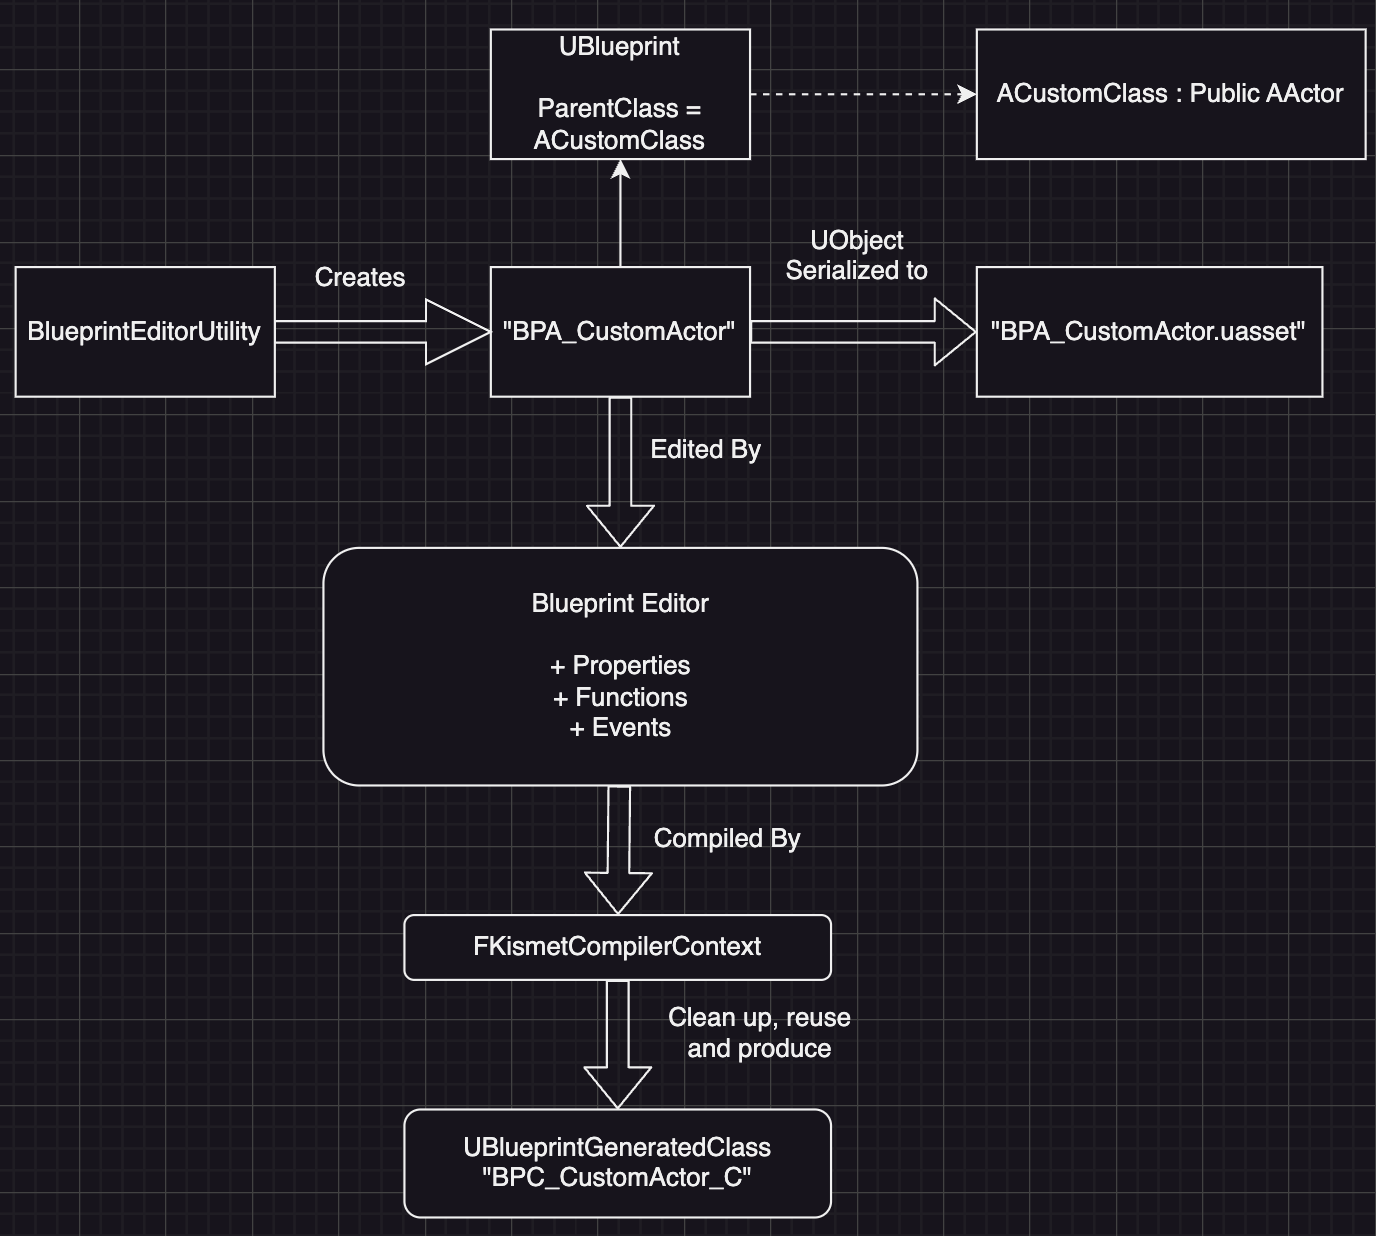 UBlueprint
ParentClass =
ACustomClass
ACustomClass : Public AActor
BlueprintEditorUtility
Creates
"BPA_CustomActor"
UObject
Serialized to
"BPA_CustomActor.uasset"
Edited By
Blueprint Editor
+ Properties
+ Functions
+ Events
Compiled By
FKismetCompilerContext
Clean up, reuse
and produce
UBlueprintGeneratedClass
"BPC_CustomActor_C"